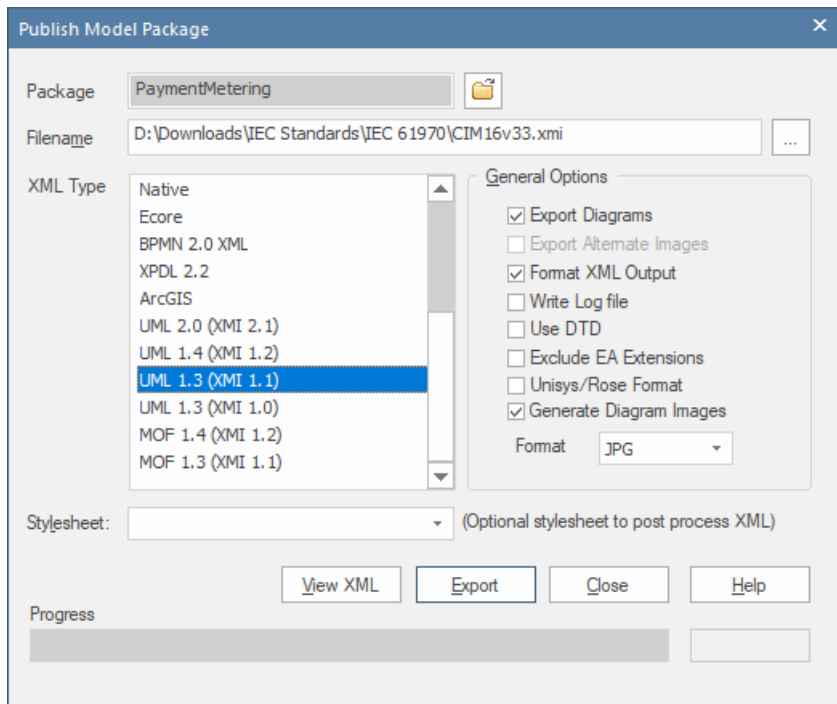 Publish Model Package
Package
PaymentMetering
Filename
D:\Downloads\IEC Standards\IEC 61970\CIM16v33.xmi
...
XML Type
Native
Ecore
BPMN 2.0 XML
XPDL 2.2
ArcGIS
UML 2.0 (XMI 2.1)
UML 1.4 (XMI 1.2)
UML 1.3 (XMI 1.1)
UML 1.3 (XMI 1.0)
MOF 1.4 (XMI 1.2)
MOF 1.3 (XMI 1.1)
General Options
Export Diagrams
Export Alternate Images
Format XML Output
Write Log file
Use DTD
Exclude EA Extensions
Unisys/Rose Format
Generate Diagram Images
Format
JPG
Stylesheet:
(Optional stylesheet to post process XML)
View XML
Export
Close
Help
Progress